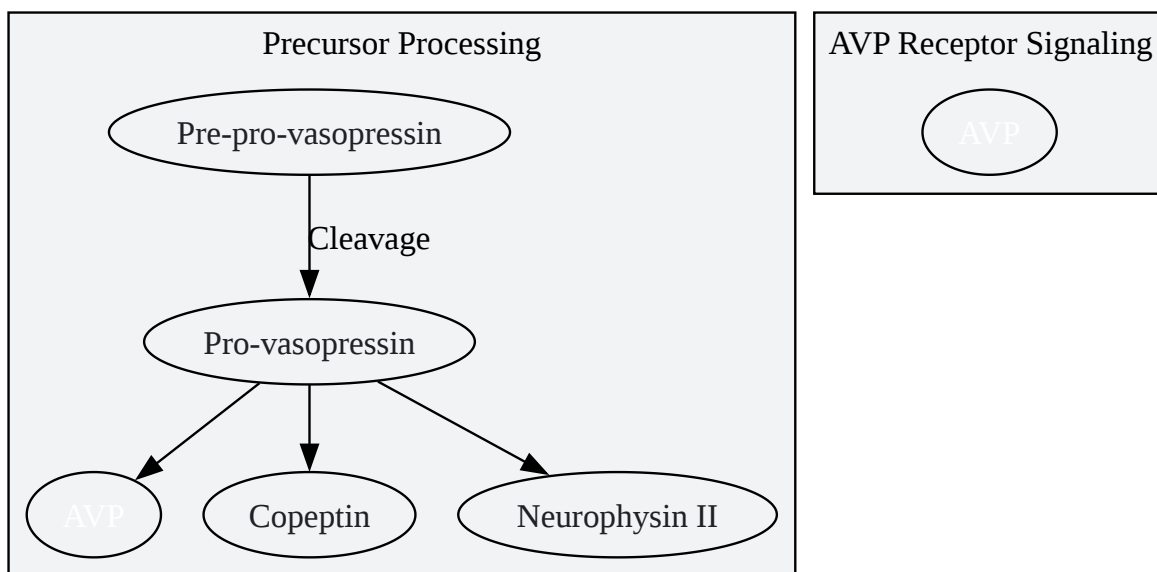 Precursor Processing
Pre-pro-vasopressin
Cleavage
Pro-vasopressin
AVP
Copeptin
Neurophysin II
AVP Receptor Signaling
AVP